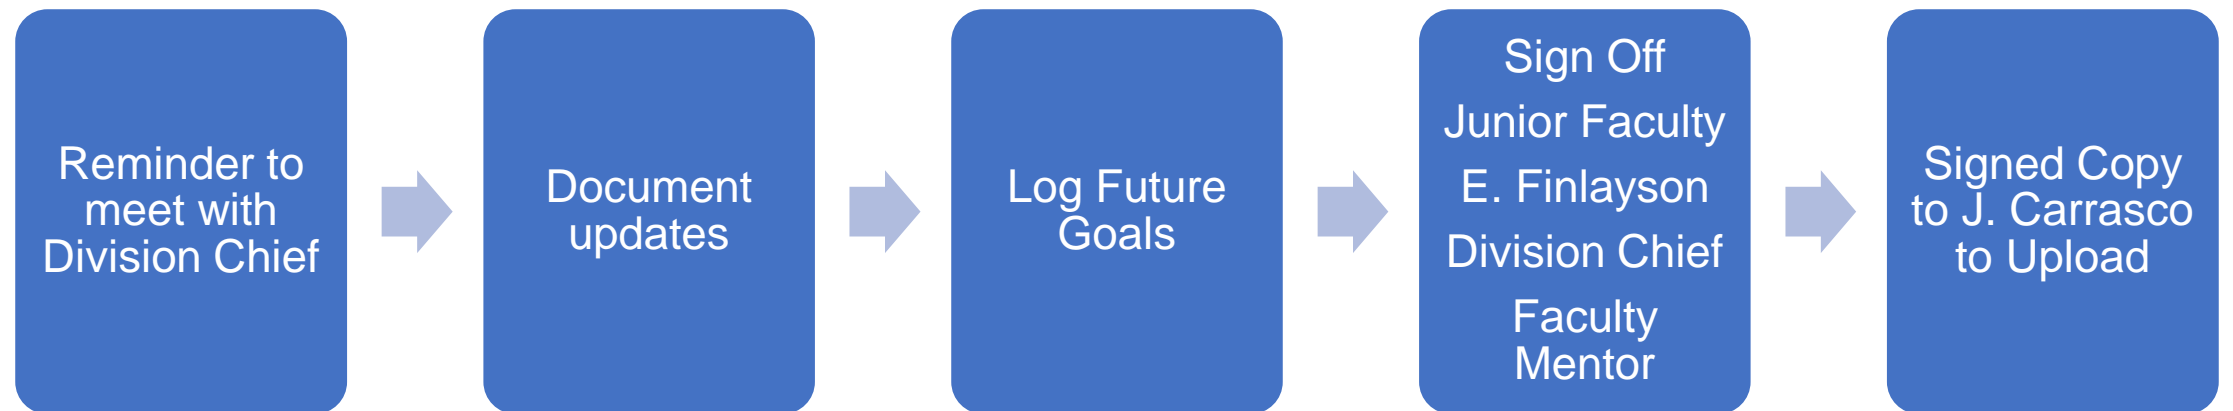 Reminder to
meet with
Division Chief
Document
updates
Log Future
Goals
Sign Off
Junior Faculty
E. Finlayson
Division Chief
Faculty
Mentor
Signed Copy
to J. Carrasco
to Upload